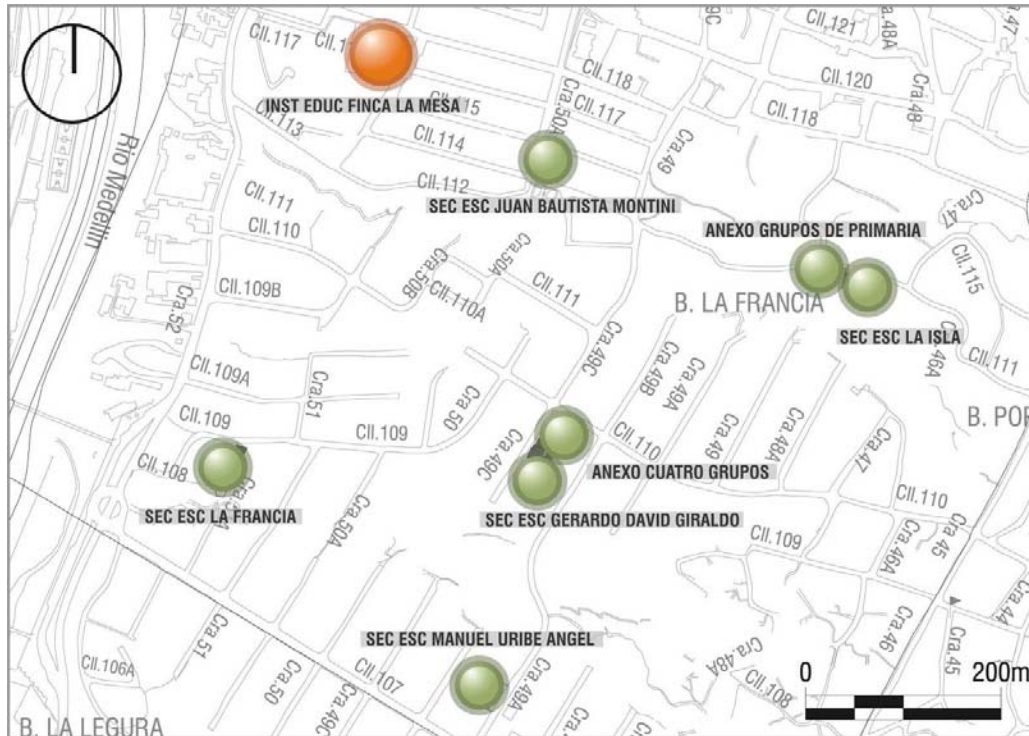 Cll.117
Cll.121
Cra.48A
Cra.47
Cll.120
Cra.48
Cll.118
Cll.118
INST EDUC FINCA LA MESA
Cra.50A
Cll.117
Cll.113
Cll.114
Cra.49
Río Medellín
Cll.112
SEC ESC JUAN BAUTISTA MONTINI
Cll.111
Cra.47
ANEXO GRUPOS DE PRIMARIA
Cll.110
Cra.50A
Cll.115
Cra.50B
Cll.111
Cll.110A
Cll.109B
B. LA FRANCIA
Cra.52
SEC ESC LA ISLA
Cra.49C
Cra.46A
Cll.111
Cra.49B
Cra.49A
Cll.109A
Cra.51
Cra.50
Cll.109
Cll.109
Cra.49C
Cll.110
Cra.49
Cra.48A
Cra.47
Cll.108
ANEXO CUATRO GRUPOS
Cll.110
SEC ESC LA FRANCIA
Cra.50A
SEC ESC GERARDO DAVID GIRALDO
Cll.109
Cra.46A
Cra.45
Cra.44
Cra.51
SEC ESC MANUEL URIBE ANGEL
Cra.46
Cra.45
Cll.106A
Cra.50
Cll.107
Cra.49A
Cra.48A
Cll.108
0 200m
Cra.49C
B. LA LEGURA